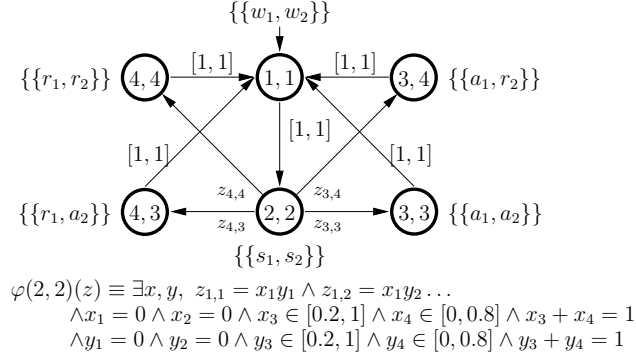 {{w₁, w₂}}
{{r₁, r₂}} 4, 4 [1, 1] 1, 1 [1, 1] 3, 4 {{a₁, r₂}}
[1, 1]
[1, 1] [1, 1]
z₄,₄ z₃,₄
{{r₁, a₂}} 4, 3 2, 2 3, 3 {{a₁, a₂}}
z₄,₃ z₃,₃
{{s₁, s₂}}
φ(2, 2)(z) ≡ ∃x, y, z₁,₁ = x₁y₁ ∧ z₁,₂ = x₁y₂ …
∧x₁ = 0 ∧ x₂ = 0 ∧ x₃ ∈ [0.2, 1] ∧ x₄ ∈ [0, 0.8] ∧ x₃ + x₄ = 1
∧y₁ = 0 ∧ y₂ = 0 ∧ y₃ ∈ [0.2, 1] ∧ y₄ ∈ [0, 0.8] ∧ y₃ + y₄ = 1